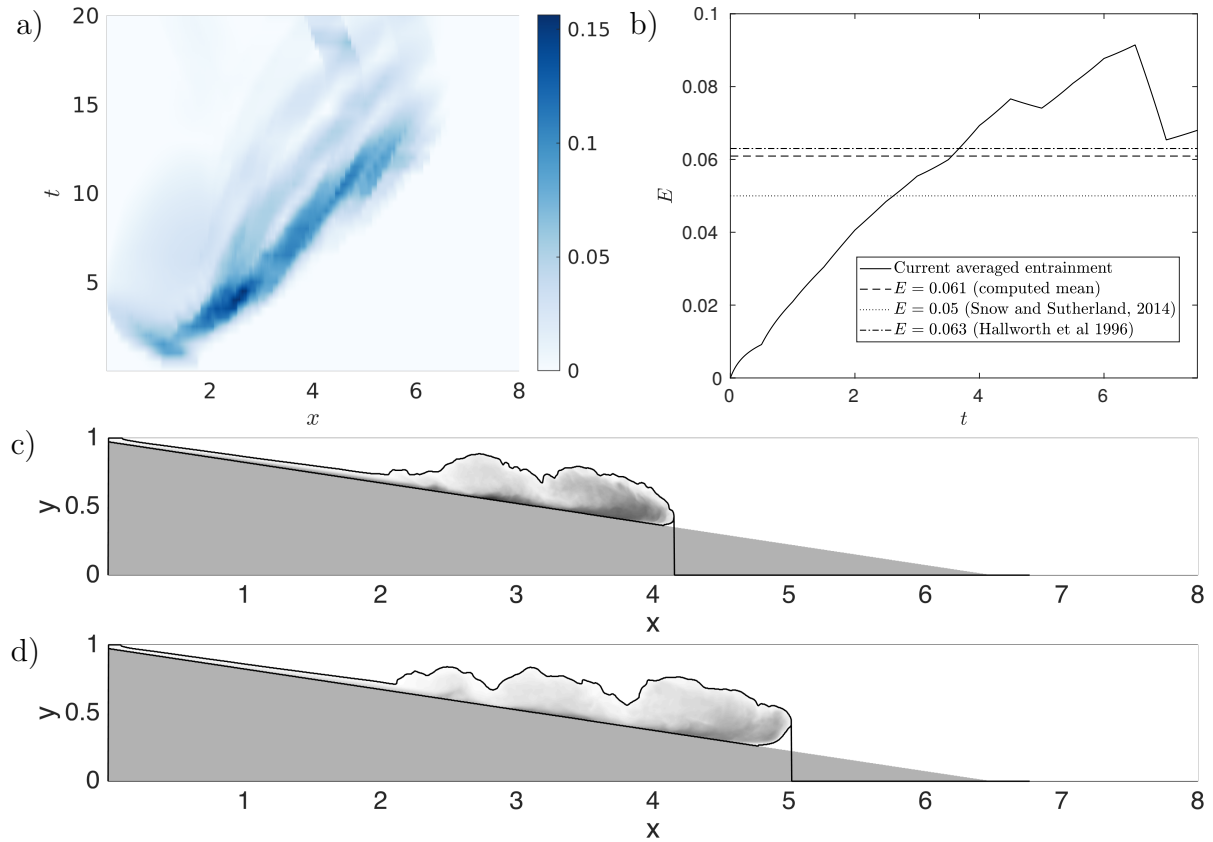 a)
20
15
10
5
t
2
4
6
8
x
0.15
0.1
0.05
0
b)
0.1
0.08
0.06
0.04
0.02
0
E
0
2
4
6
t
Current averaged entrainment
E = 0.061 (computed mean)
E = 0.05 (Snow and Sutherland, 2014)
E = 0.063 (Hallworth et al 1996)
c)
1
0.5
0
y
1
2
3
4
5
6
7
8
x
d)
1
0.5
0
y
1
2
3
4
5
6
7
8
x